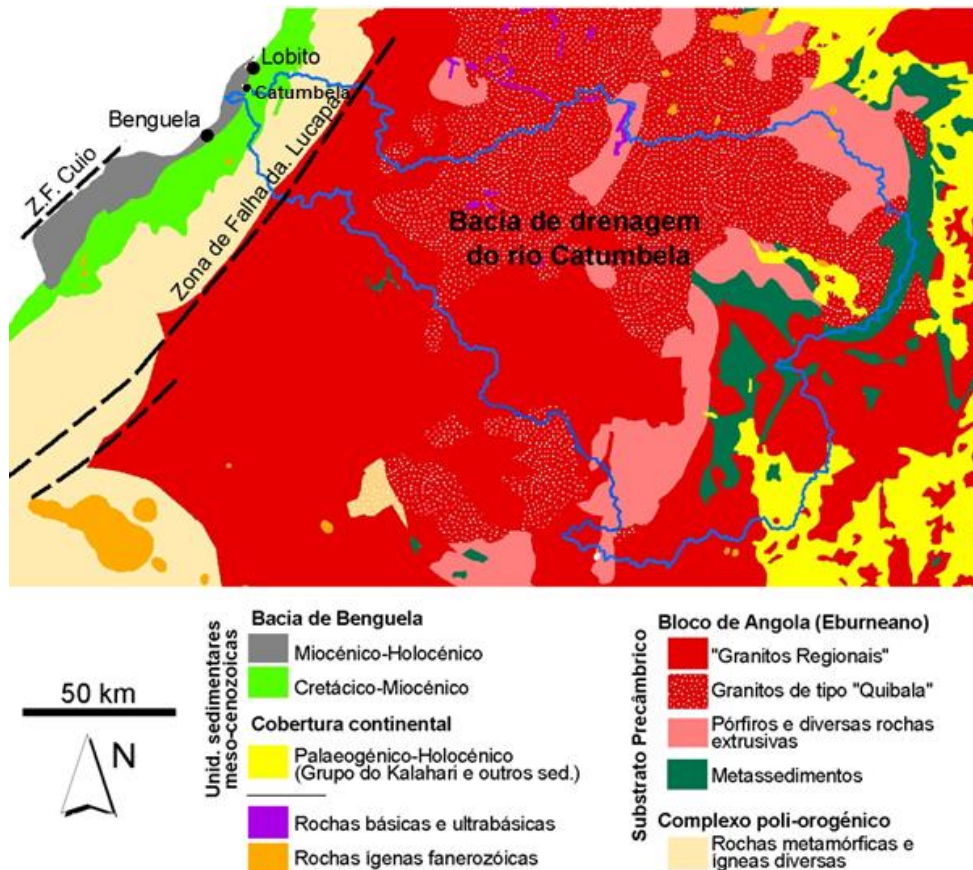 Lobito
Catumbela
Benguela
Z.F. Cuio
Zona de Falha da. Lucapa
Bacia de drenagem
do rio Catumbela
50 km
N
Unid. sedimentares
meso-cenozoicas
Bacia de Benguela
Miocénico-Holocénico
Cretácico-Miocénico
Cobertura continental
Palaeogénico-Holocénico
(Grupo do Kalahari e outros sed.)
Rochas básicas e ultrabásicas
Rochas ígenas fanerozóicas
Substrato Precâmbrico
Bloco de Angola (Eburneano)
"Granitos Regionais"
Granitos de tipo "Quibala"
Pórfiros e diversas rochas
extrusivas
Metassedimentos
Complexo poli-orogénico
Rochas metamórficas e
ígneas diversas